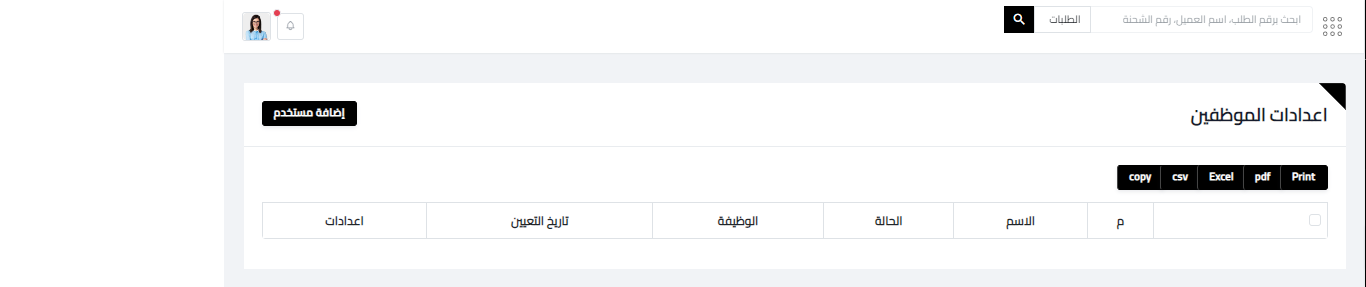 ابحث برقم الطلب، اسم العميل، رقم الشحنة
الطلبات
اعدادات الموظفين
إضافة مستخدم
Print pdf Excel csv copy
م الاسم الحالة الوظيفة تاريخ التعيين اعدادات